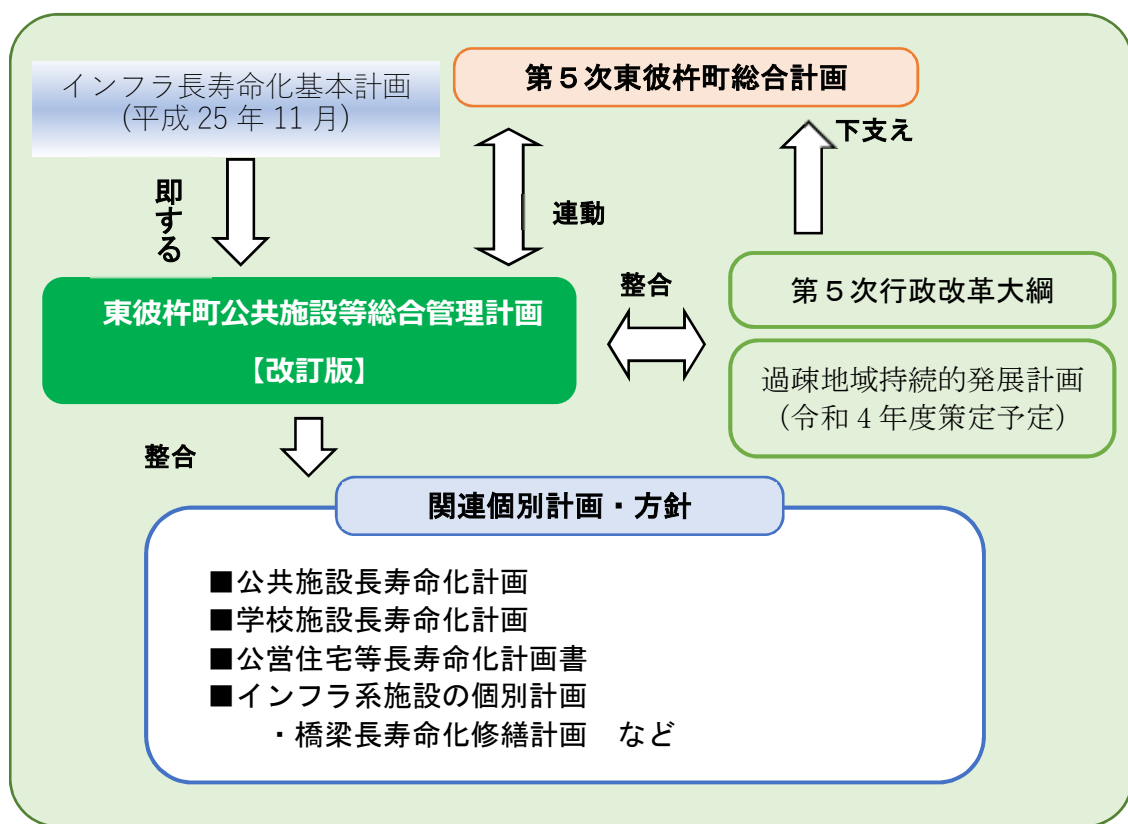 インフラ長寿命化基本計画
(平成 25 年 11 月)
第５次東彼杵町総合計画
下支え
即する
連動
東彼杵町公共施設等総合管理計画
【改訂版】
整合
第５次行政改革大綱
過疎地域持続的発展計画
（令和４年度策定予定）
整合
関連個別計画・方針
■公共施設長寿命化計画
■学校施設長寿命化計画
■公営住宅等長寿命化計画書
■インフラ系施設の個別計画
・橋梁長寿命化修繕計画　など